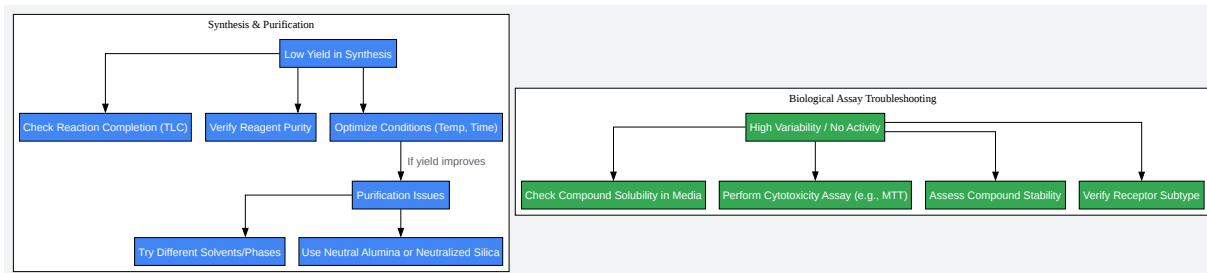 Synthesis & Purification
Low Yield in Synthesis
Check Reaction Completion (TLC)
Verify Reagent Purity
Optimize Conditions (Temp, Time)
If yield improves
Purification Issues
Try Different Solvents/Phases
Use Neutral Alumina or Neutralized Silica
Biological Assay Troubleshooting
High Variability / No Activity
Check Compound Solubility in Media
Perform Cytotoxicity Assay (e.g., MTT)
Assess Compound Stability
Verify Receptor Subtype